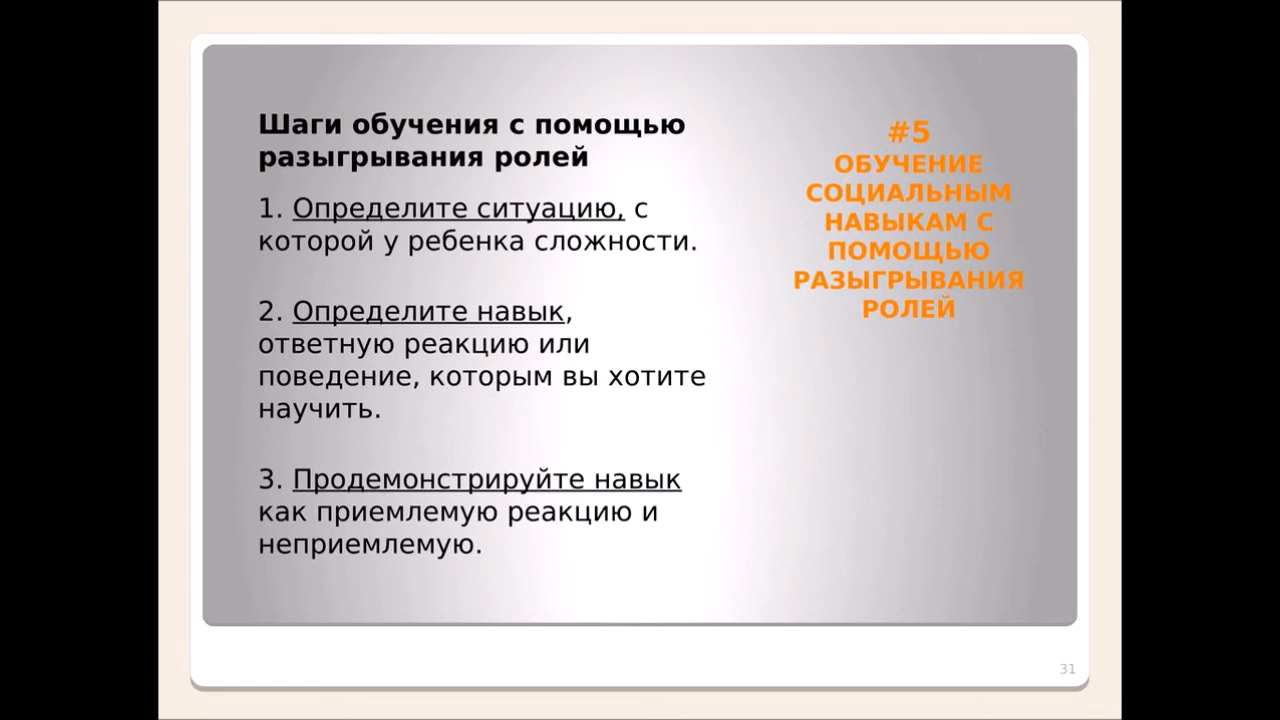 Шаги обучения с помощью
разыгрывания ролей
1. Определите ситуацию, с
которой у ребенка сложности.
2. Определите навык,
ответную реакцию или
поведение, которым вы хотите
научить.
3. Продемонстрируйте навык
как приемлемую реакцию и
неприемлемую.
#5
ОБУЧЕНИЕ
СОЦИАЛЬНЫМ
НАВЫКАМ С
ПОМОЩЬЮ
РАЗЫГРЫВАНИЯ
РОЛЕЙ
31